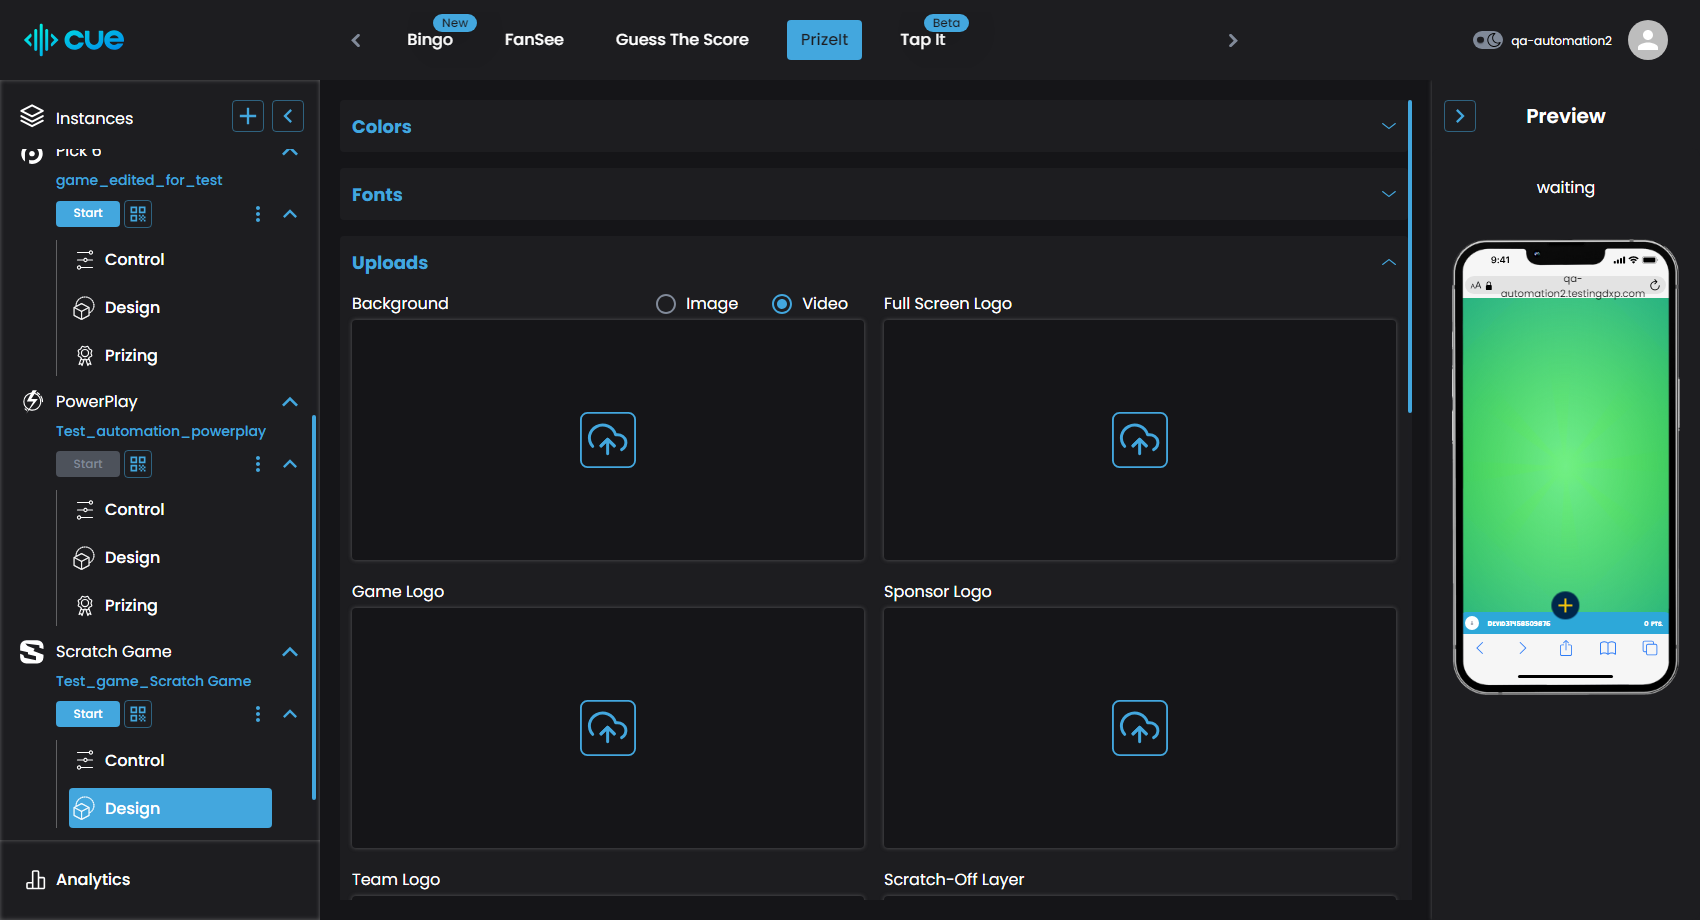 cue
Bingo
New
FanSee
Guess The Score
PrizeIt
Tap It
Beta
qa-automation2
Instances
Pick 6
game_edited_for_test
Start
Control
Design
Prizing
PowerPlay
Test_automation_powerplay
Start
Control
Design
Prizing
Scratch Game
Test_game_Scratch Game
Start
Control
Design
Analytics
Colors
Fonts
Uploads
Background
Image
Video
Full Screen Logo
Game Logo
Sponsor Logo
Team Logo
Scratch-Off Layer
Preview
waiting
9:41
AA
qa-
automation2.testingdxp.com
0 PTS.